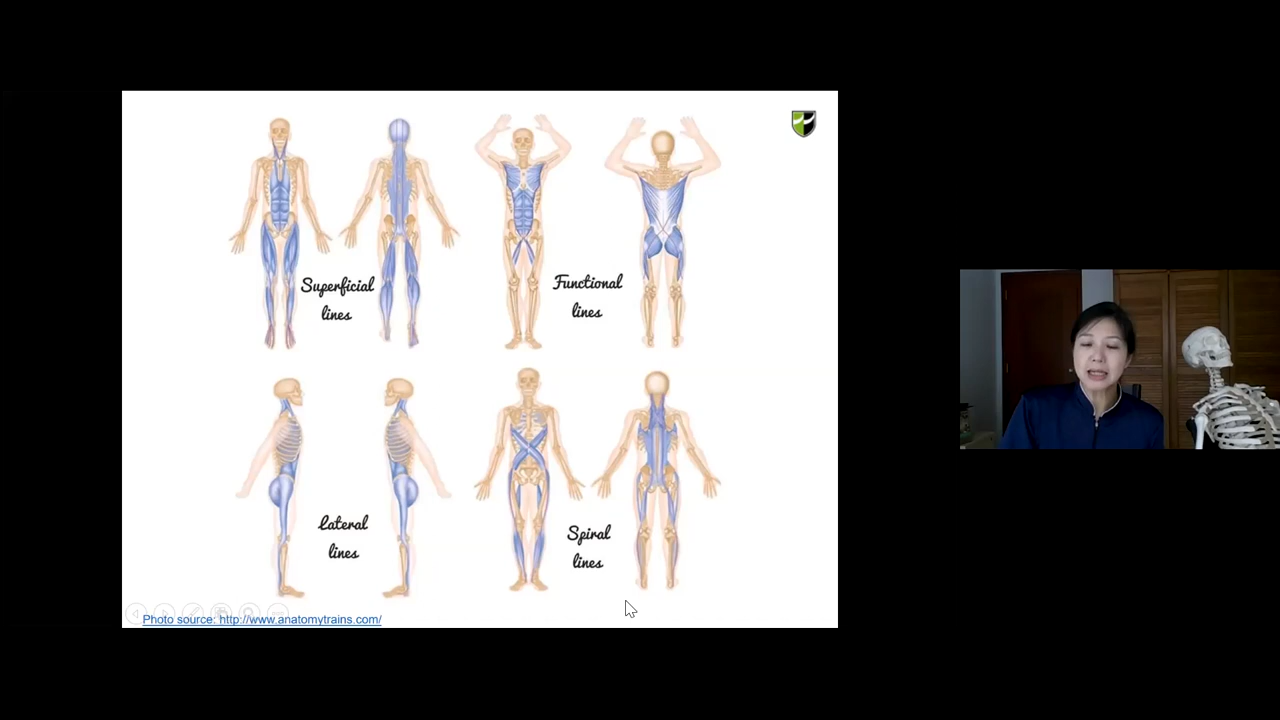 Superficial
lines
Functional
lines
Lateral
lines
Spiral
lines
Photo source: http://www.anatomytrains.com/